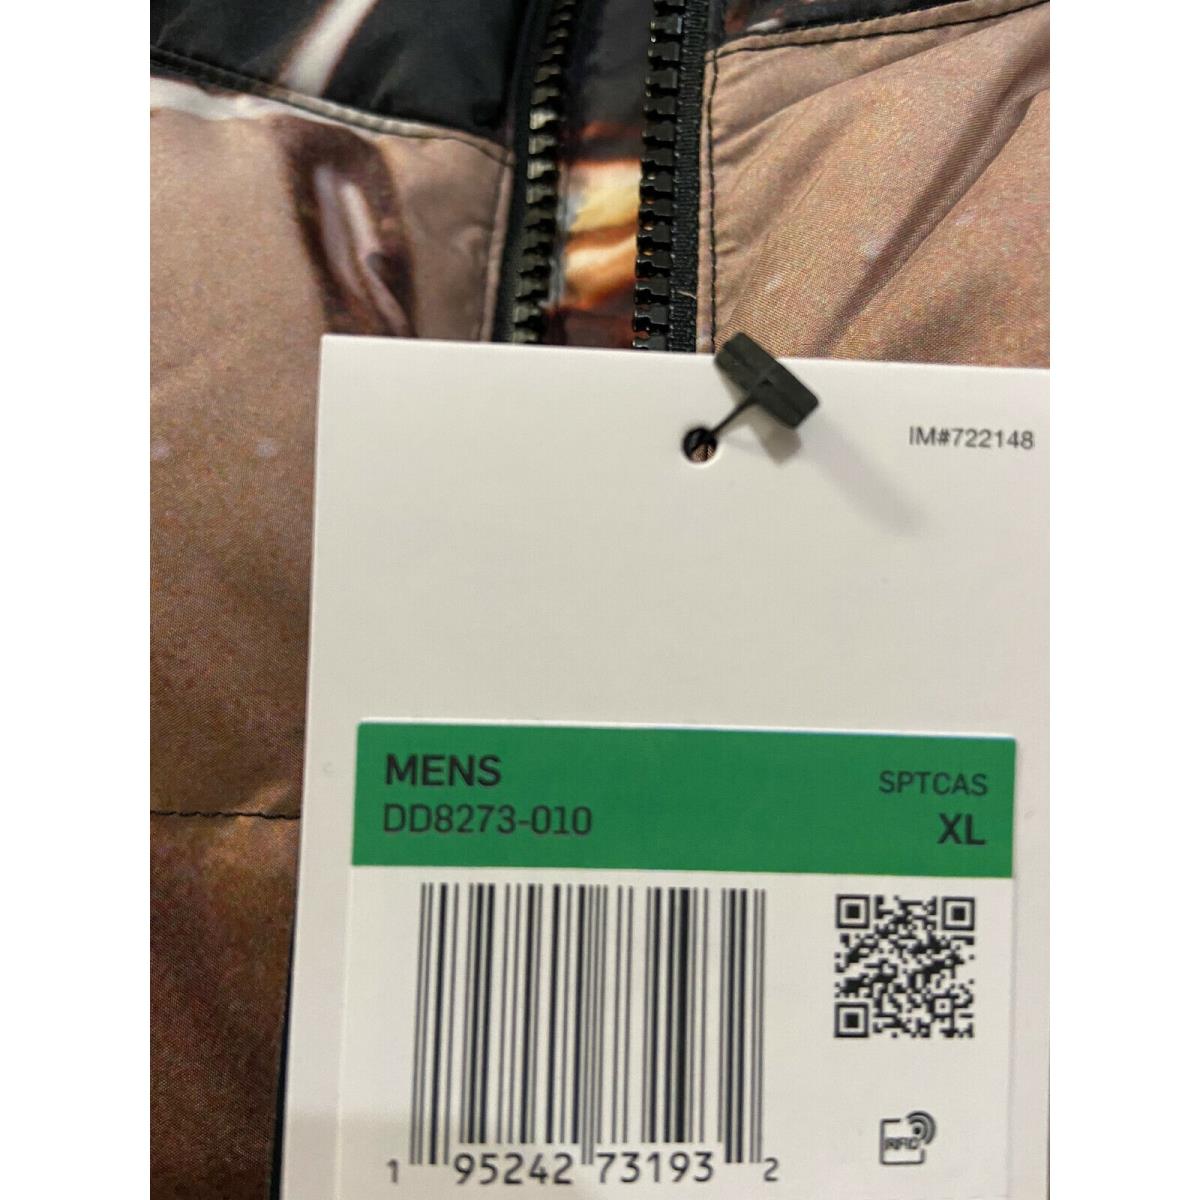 IM#722148
MENS
SPTCAS
DD8273-010
XL
1 95242 73193 2
RFID